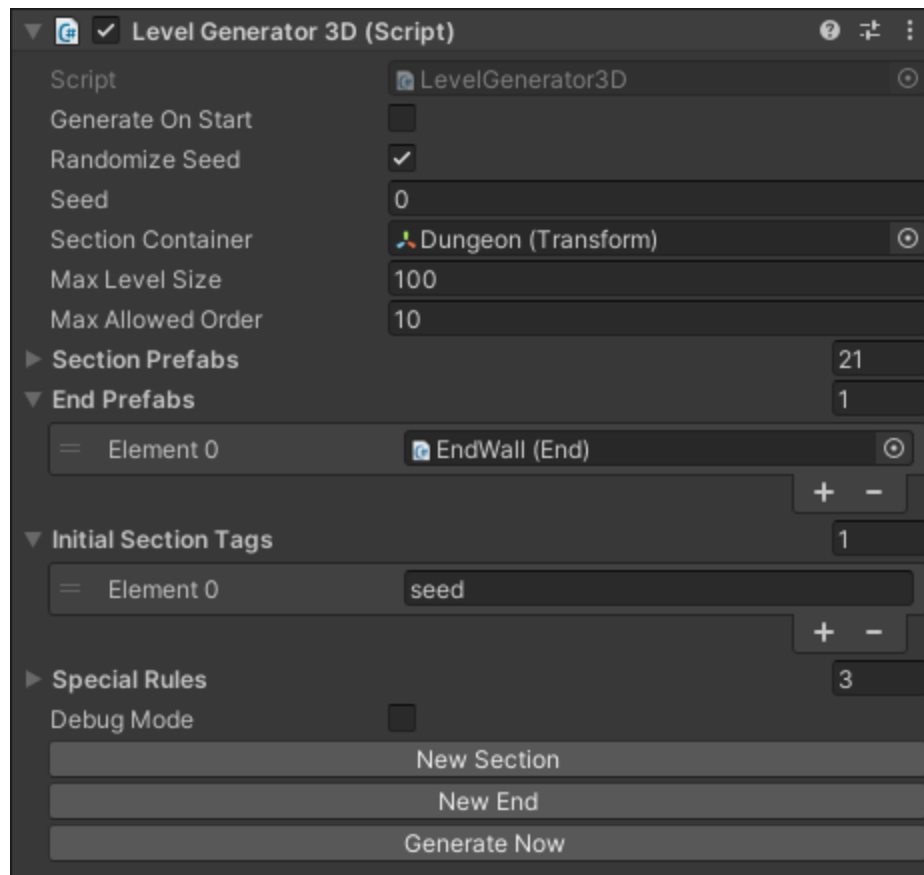 Level Generator 3D (Script)
Script LevelGenerator3D
Generate On Start
Randomize Seed
Seed 0
Section Container Dungeon (Transform)
Max Level Size 100
Max Allowed Order 10
Section Prefabs 21
End Prefabs 1
Element 0 EndWall (End)
+ -
Initial Section Tags 1
Element 0 seed
+ -
Special Rules 3
Debug Mode
New Section
New End
Generate Now